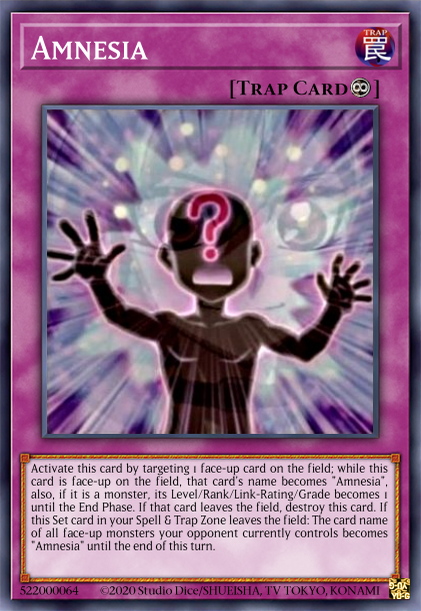 Amnesia
TRAP
罠
[Trap Card]
?
Activate this card by targeting 1 face-up card on the field; while this
card is face-up on the field, that card's name becomes "Amnesia",
also, if it is a monster, its Level/Rank/Link-Rating/Grade becomes 1
until the End Phase. If that card leaves the field, destroy this card. If
this Set card in your Spell & Trap Zone leaves the field: The card name
of all face-up monsters your opponent currently controls becomes
"Amnesia" until the end of this turn.
522000064 ©2020 Studio Dice/SHUEISHA, TV TOKYO, KONAMI